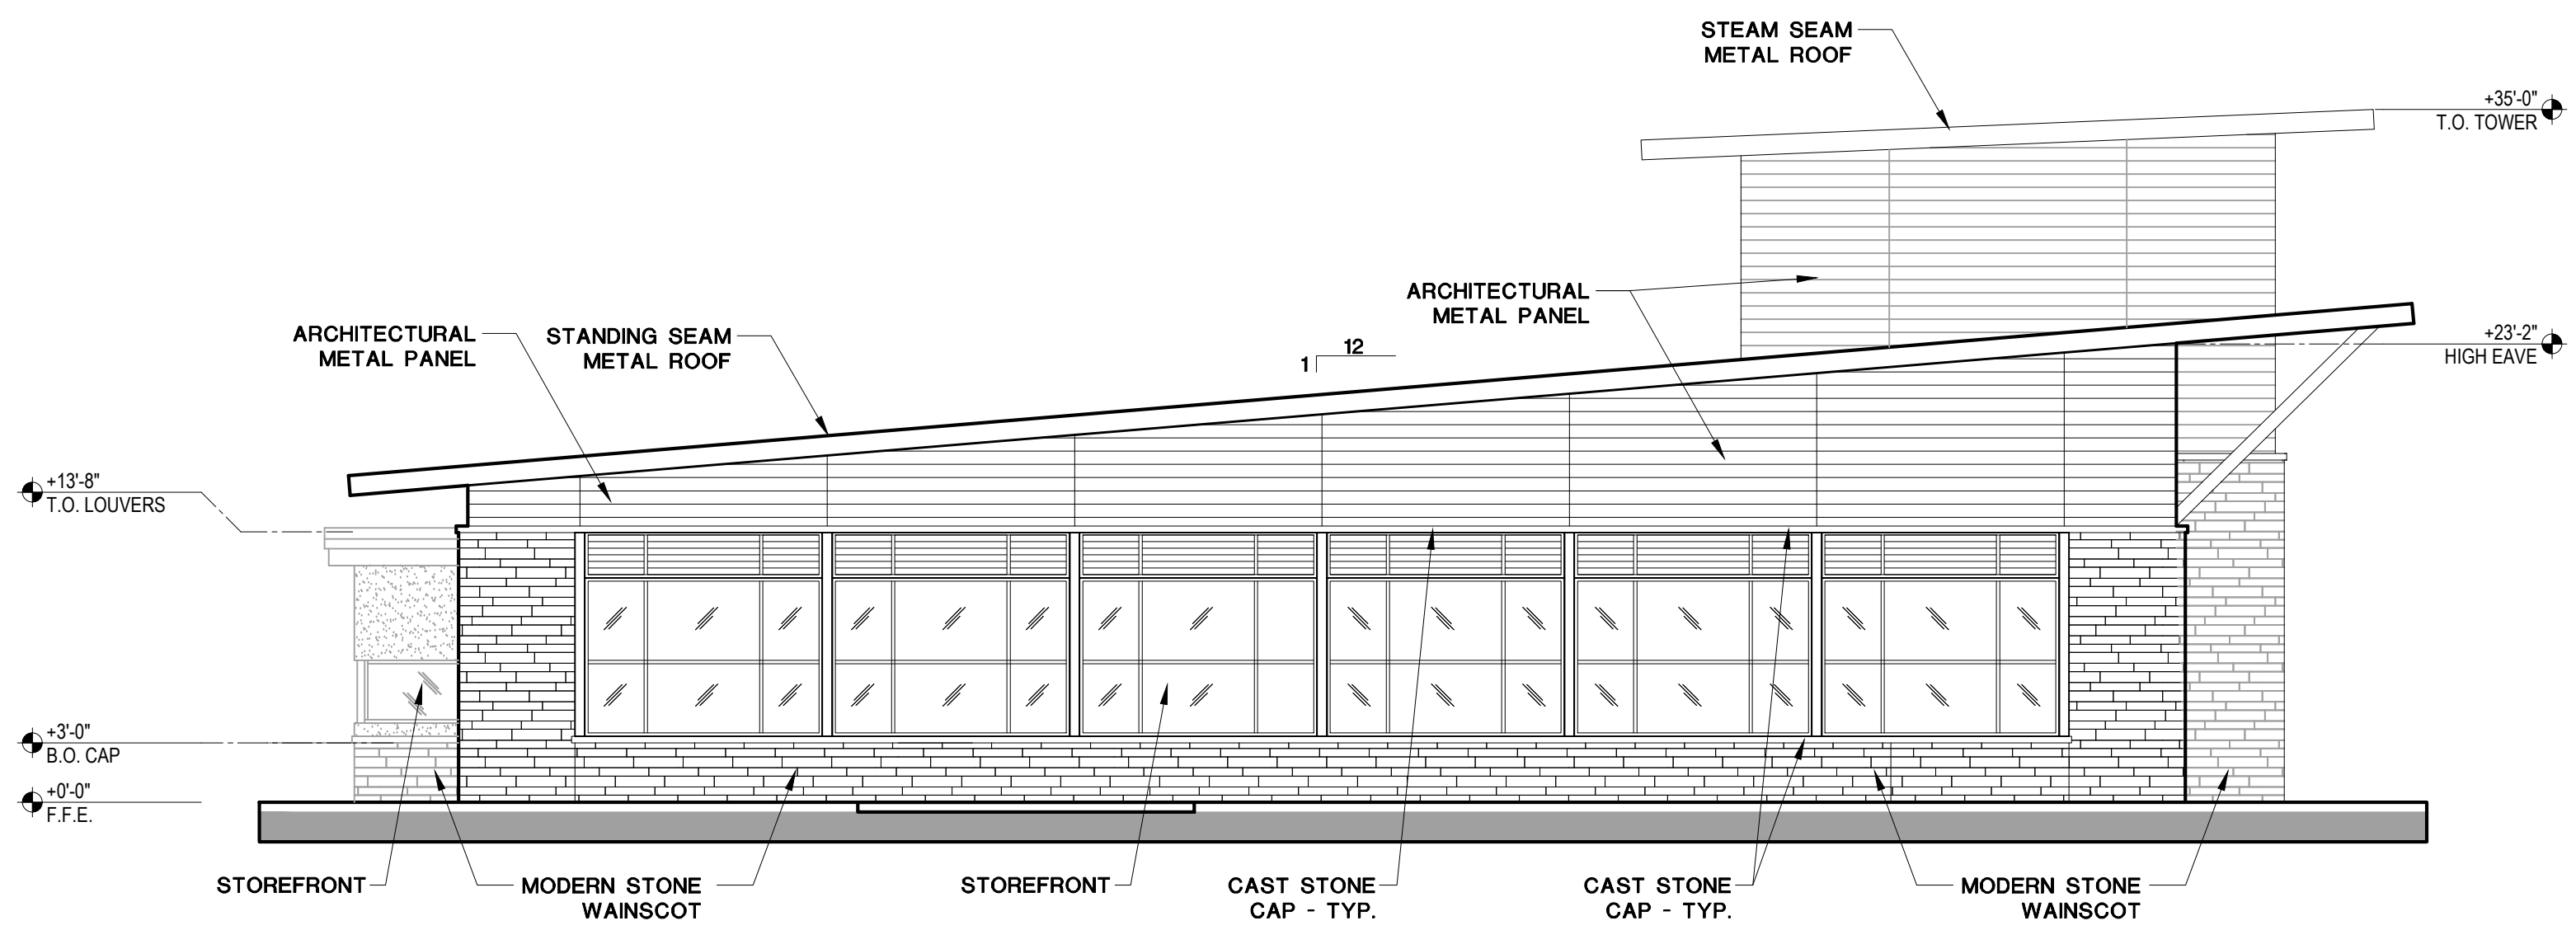 STEAM SEAM
METAL ROOF
+35'-0"
T.O. TOWER
ARCHITECTURAL
METAL PANEL
+23'-2"
HIGH EAVE
12
1
ARCHITECTURAL
METAL PANEL
STANDING SEAM
METAL ROOF
+13'-8"
T.O. LOUVERS
+3'-0"
B.O. CAP
+0'-0"
F.F.E.
STOREFRONT
MODERN STONE
WAINSCOT
STOREFRONT
CAST STONE
CAP - TYP.
CAST STONE
CAP - TYP.
MODERN STONE
WAINSCOT